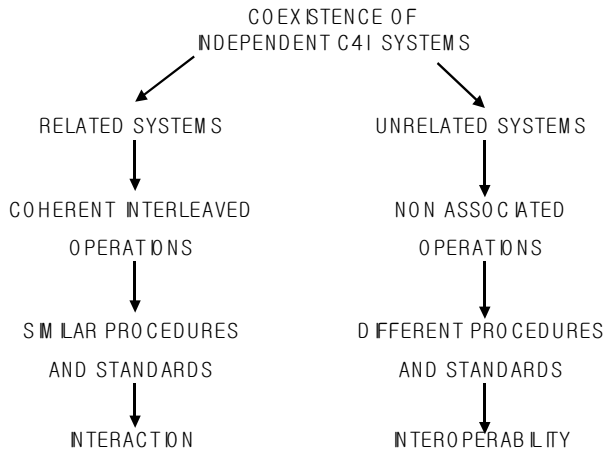 COEXISTENCE OF
INDEPENDENT C4I SYSTEMS
RELATED SYSTEMS
UNRELATED SYSTEMS
COHERENT INTERLEAVED
OPERATIONS
NON ASSOCIATED
OPERATIONS
SIMILAR PROCEDURES
AND STANDARDS
DIFFERENT PROCEDURES
AND STANDARDS
INTERACTION
INTEROPERABILITY